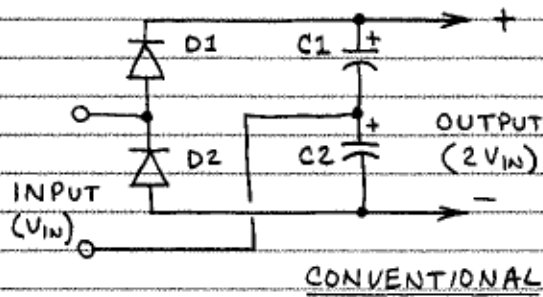 D1
C1
+
+
D2
C2
+
OUTPUT
(2 VIN)
INPUT
(VIN)
−
CONVENTIONAL